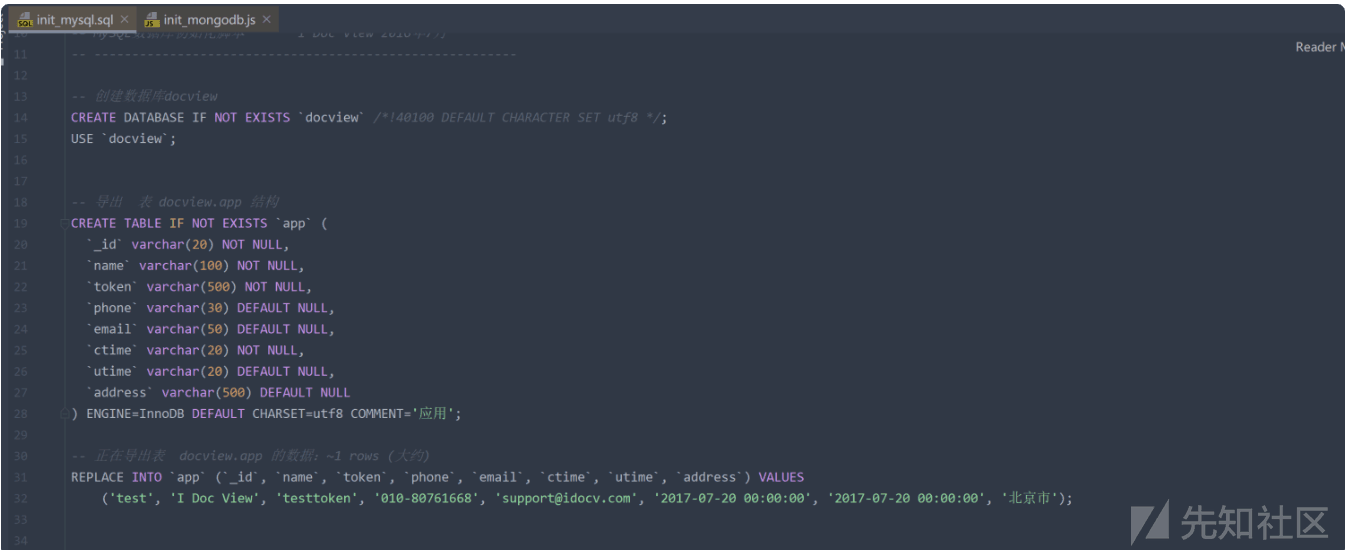 init_mysql.sql × init_mongodb.js ×
Reader M
11 -- --------------------------------------------------------
12
13 -- 创建数据库docview
14 CREATE DATABASE IF NOT EXISTS `docview` /*!40100 DEFAULT CHARACTER SET utf8 */;
15 USE `docview`;
16
17
18 -- 导出 表 docview.app 结构
19 CREATE TABLE IF NOT EXISTS `app` (
20 `_id` varchar(20) NOT NULL,
21 `name` varchar(100) NOT NULL,
22 `token` varchar(500) NOT NULL,
23 `phone` varchar(30) DEFAULT NULL,
24 `email` varchar(50) DEFAULT NULL,
25 `ctime` varchar(20) NOT NULL,
26 `utime` varchar(20) DEFAULT NULL,
27 `address` varchar(500) DEFAULT NULL
28 ) ENGINE=InnoDB DEFAULT CHARSET=utf8 COMMENT='应用';
29
30 -- 正在导出表 docview.app 的数据：~1 rows (大约)
31 REPLACE INTO `app` (`_id`, `name`, `token`, `phone`, `email`, `ctime`, `utime`, `address`) VALUES
32 ('test', 'I Doc View', 'testtoken', '010-80761668', 'support@idocv.com', '2017-07-20 00:00:00', '2017-07-20 00:00:00', '北京市');
33
34
先知社区